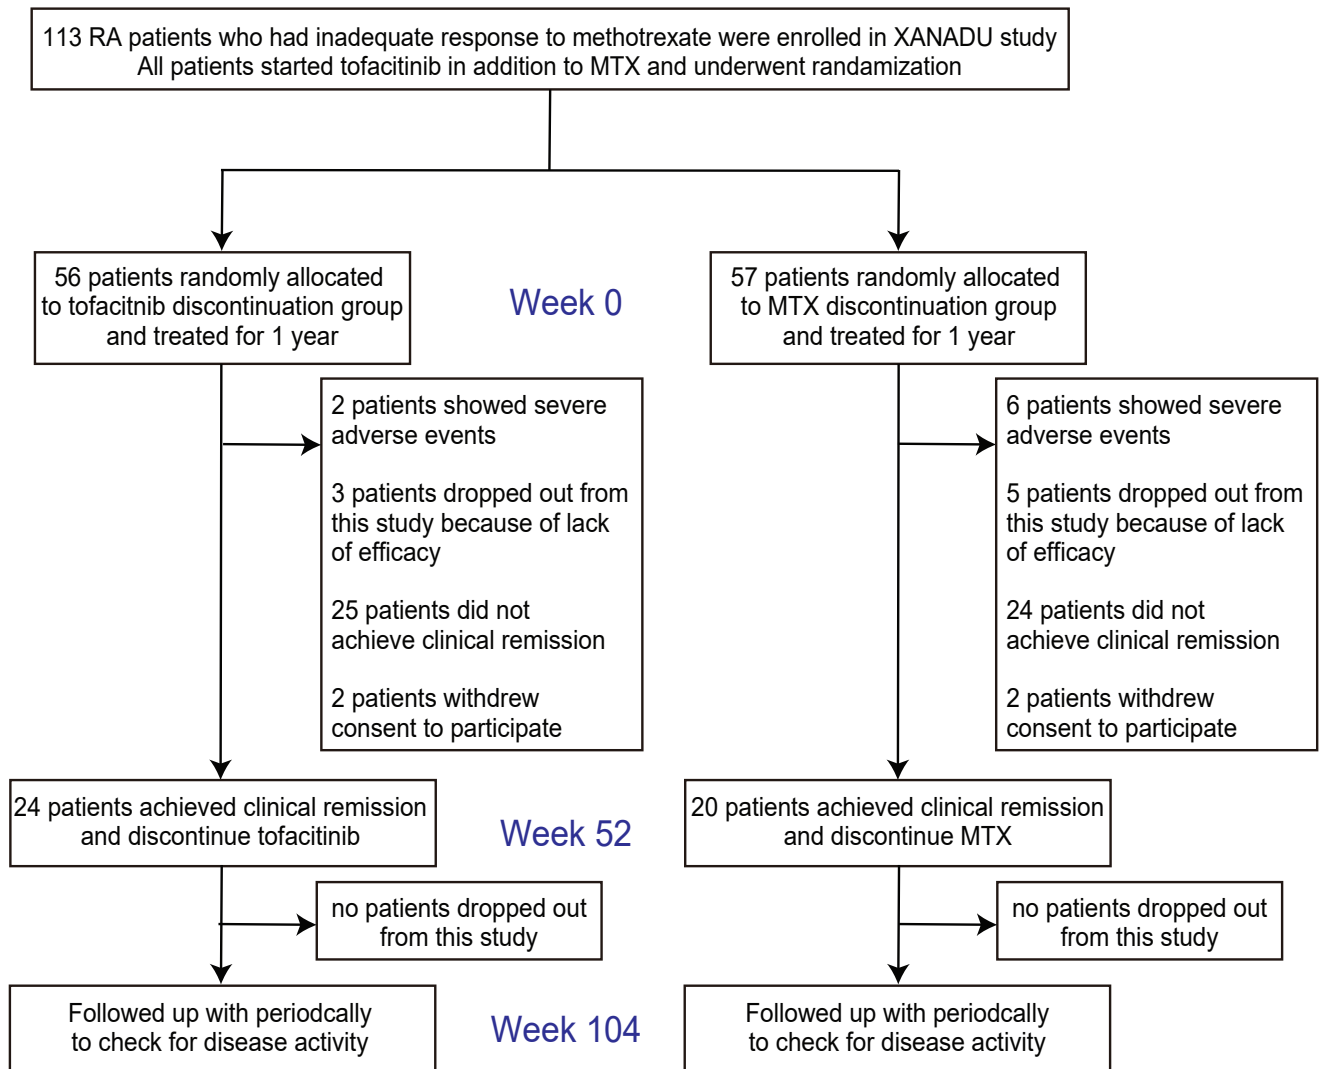 113 RA patients who had inadequate response to methotrexate were enrolled in XANADU study
All patients started tofacitinib in addition to MTX and underwent randamization
56 patients randomly allocated
to tofacitnib discontinuation group
and treated for 1 year
Week 0
57 patients randomly allocated
to MTX discontinuation group
and treated for 1 year
2 patients showed severe
adverse events
3 patients dropped out from
this study because of lack
of efficacy
25 patients did not
achieve clinical remission
2 patients withdrew
consent to participate
6 patients showed severe
adverse events
5 patients dropped out from
this study because of lack
of efficacy
24 patients did not
achieve clinical remission
2 patients withdrew
consent to participate
24 patients achieved clinical remission
and discontinue tofacitinib
Week 52
20 patients achieved clinical remission
and discontinue MTX
no patients dropped out
from this study
no patients dropped out
from this study
Followed up with periodcally
to check for disease activity
Week 104
Followed up with periodcally
to check for disease activity